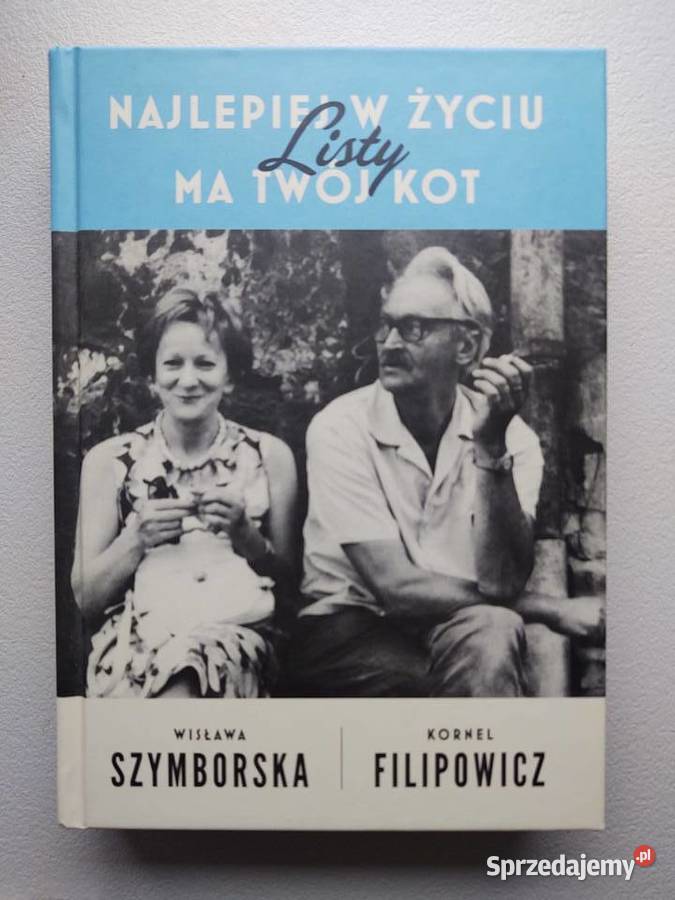 NAJLEPIEJ W ŻYCIU
Listy
MA TWÓJ KOT
WISŁAWA
SZYMBORSKA
KORNEL
FILIPOWICZ
Sprzedajemy.pl